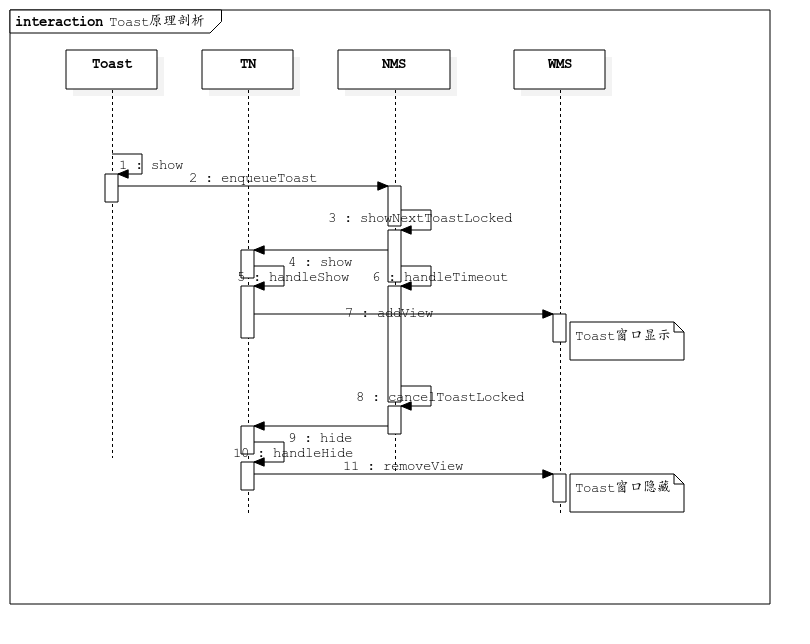 interaction Toast原理剖析
Toast
TN
NMS
WMS
1 : show
2 : enqueueToast
3 : showNextToastLocked
4 : show
5 : handleShow
6 : handleTimeout
7 : addView
Toast窗口显示
8 : cancelToastLocked
9 : hide
10 : handleHide
11 : removeView
Toast窗口隐藏